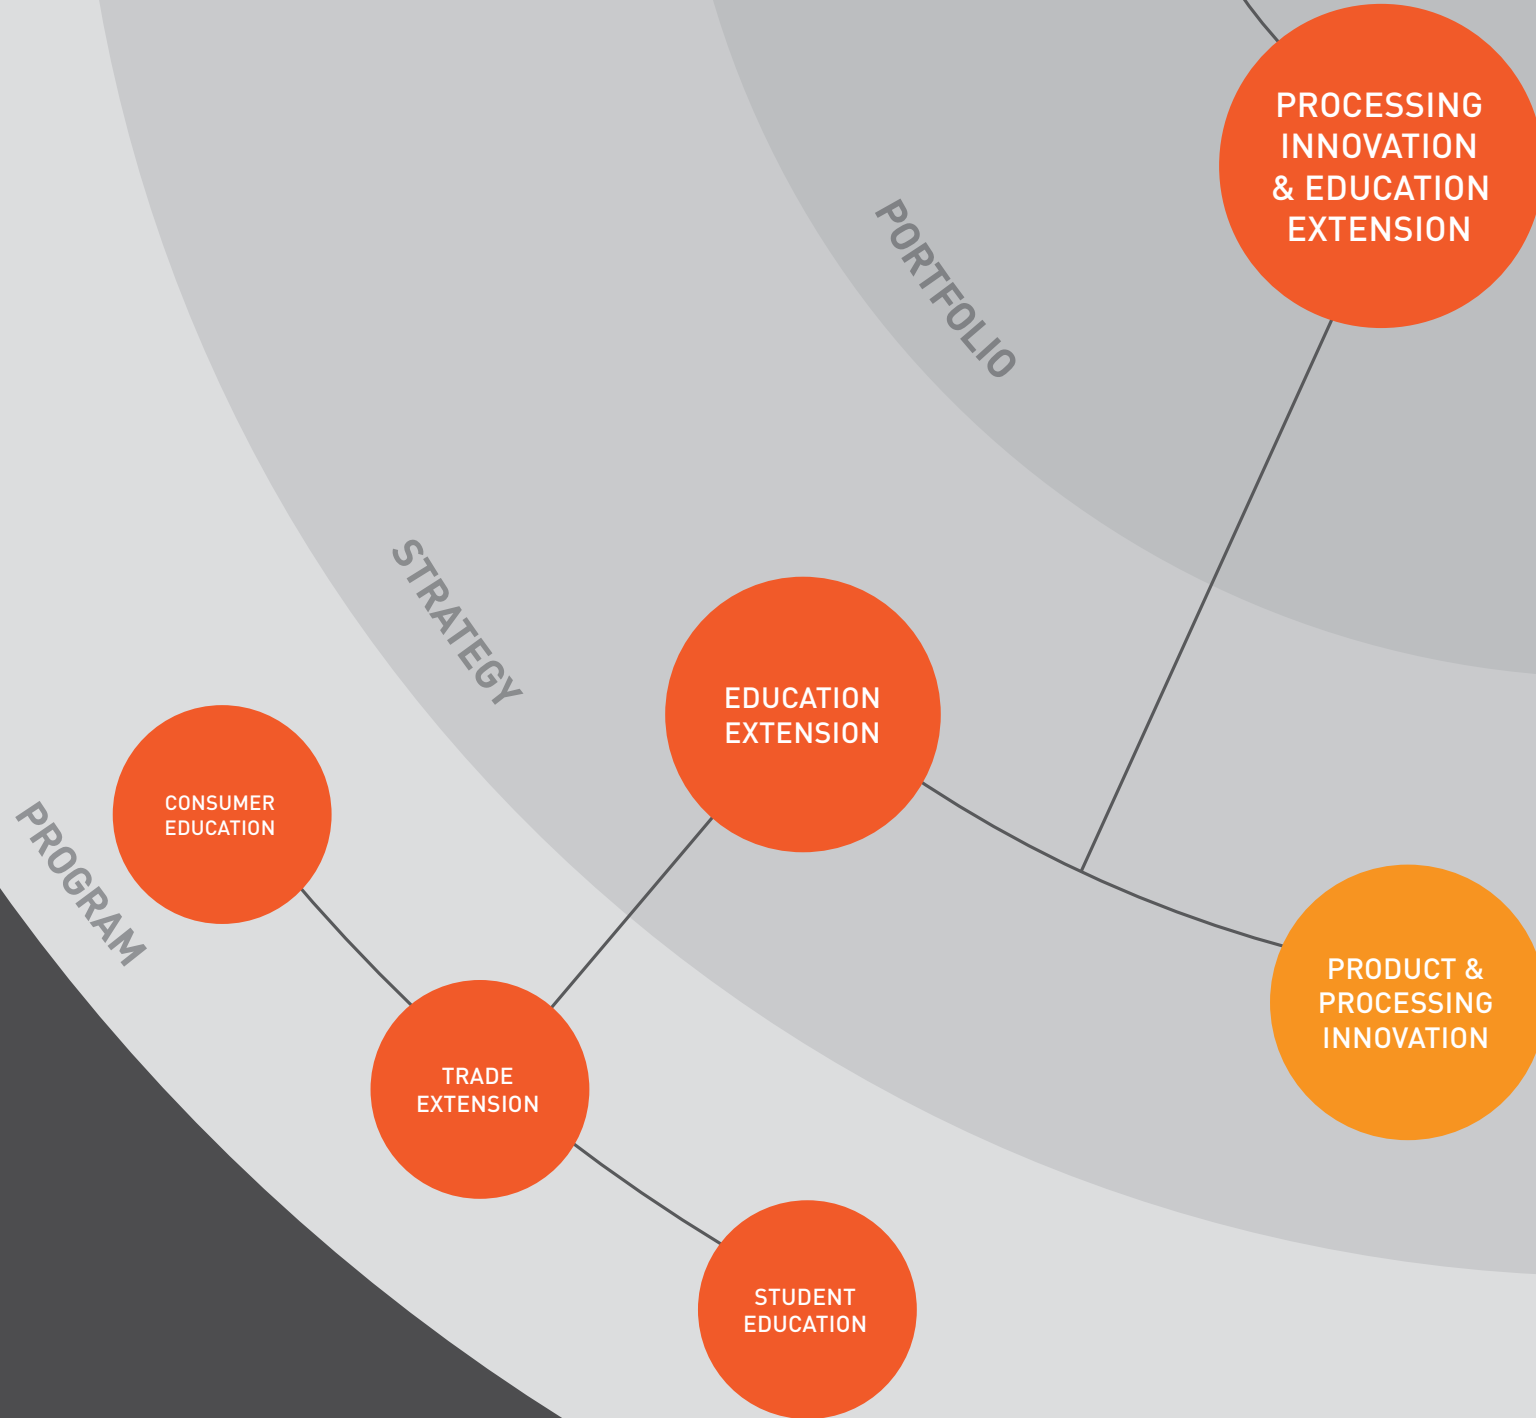 PROCESSING
INNOVATION
& EDUCATION
EXTENSION
PORTFOLIO
STRATEGY
EDUCATION
EXTENSION
CONSUMER
EDUCATION
PROGRAM
PRODUCT &
PROCESSING
INNOVATION
TRADE
EXTENSION
STUDENT
EDUCATION